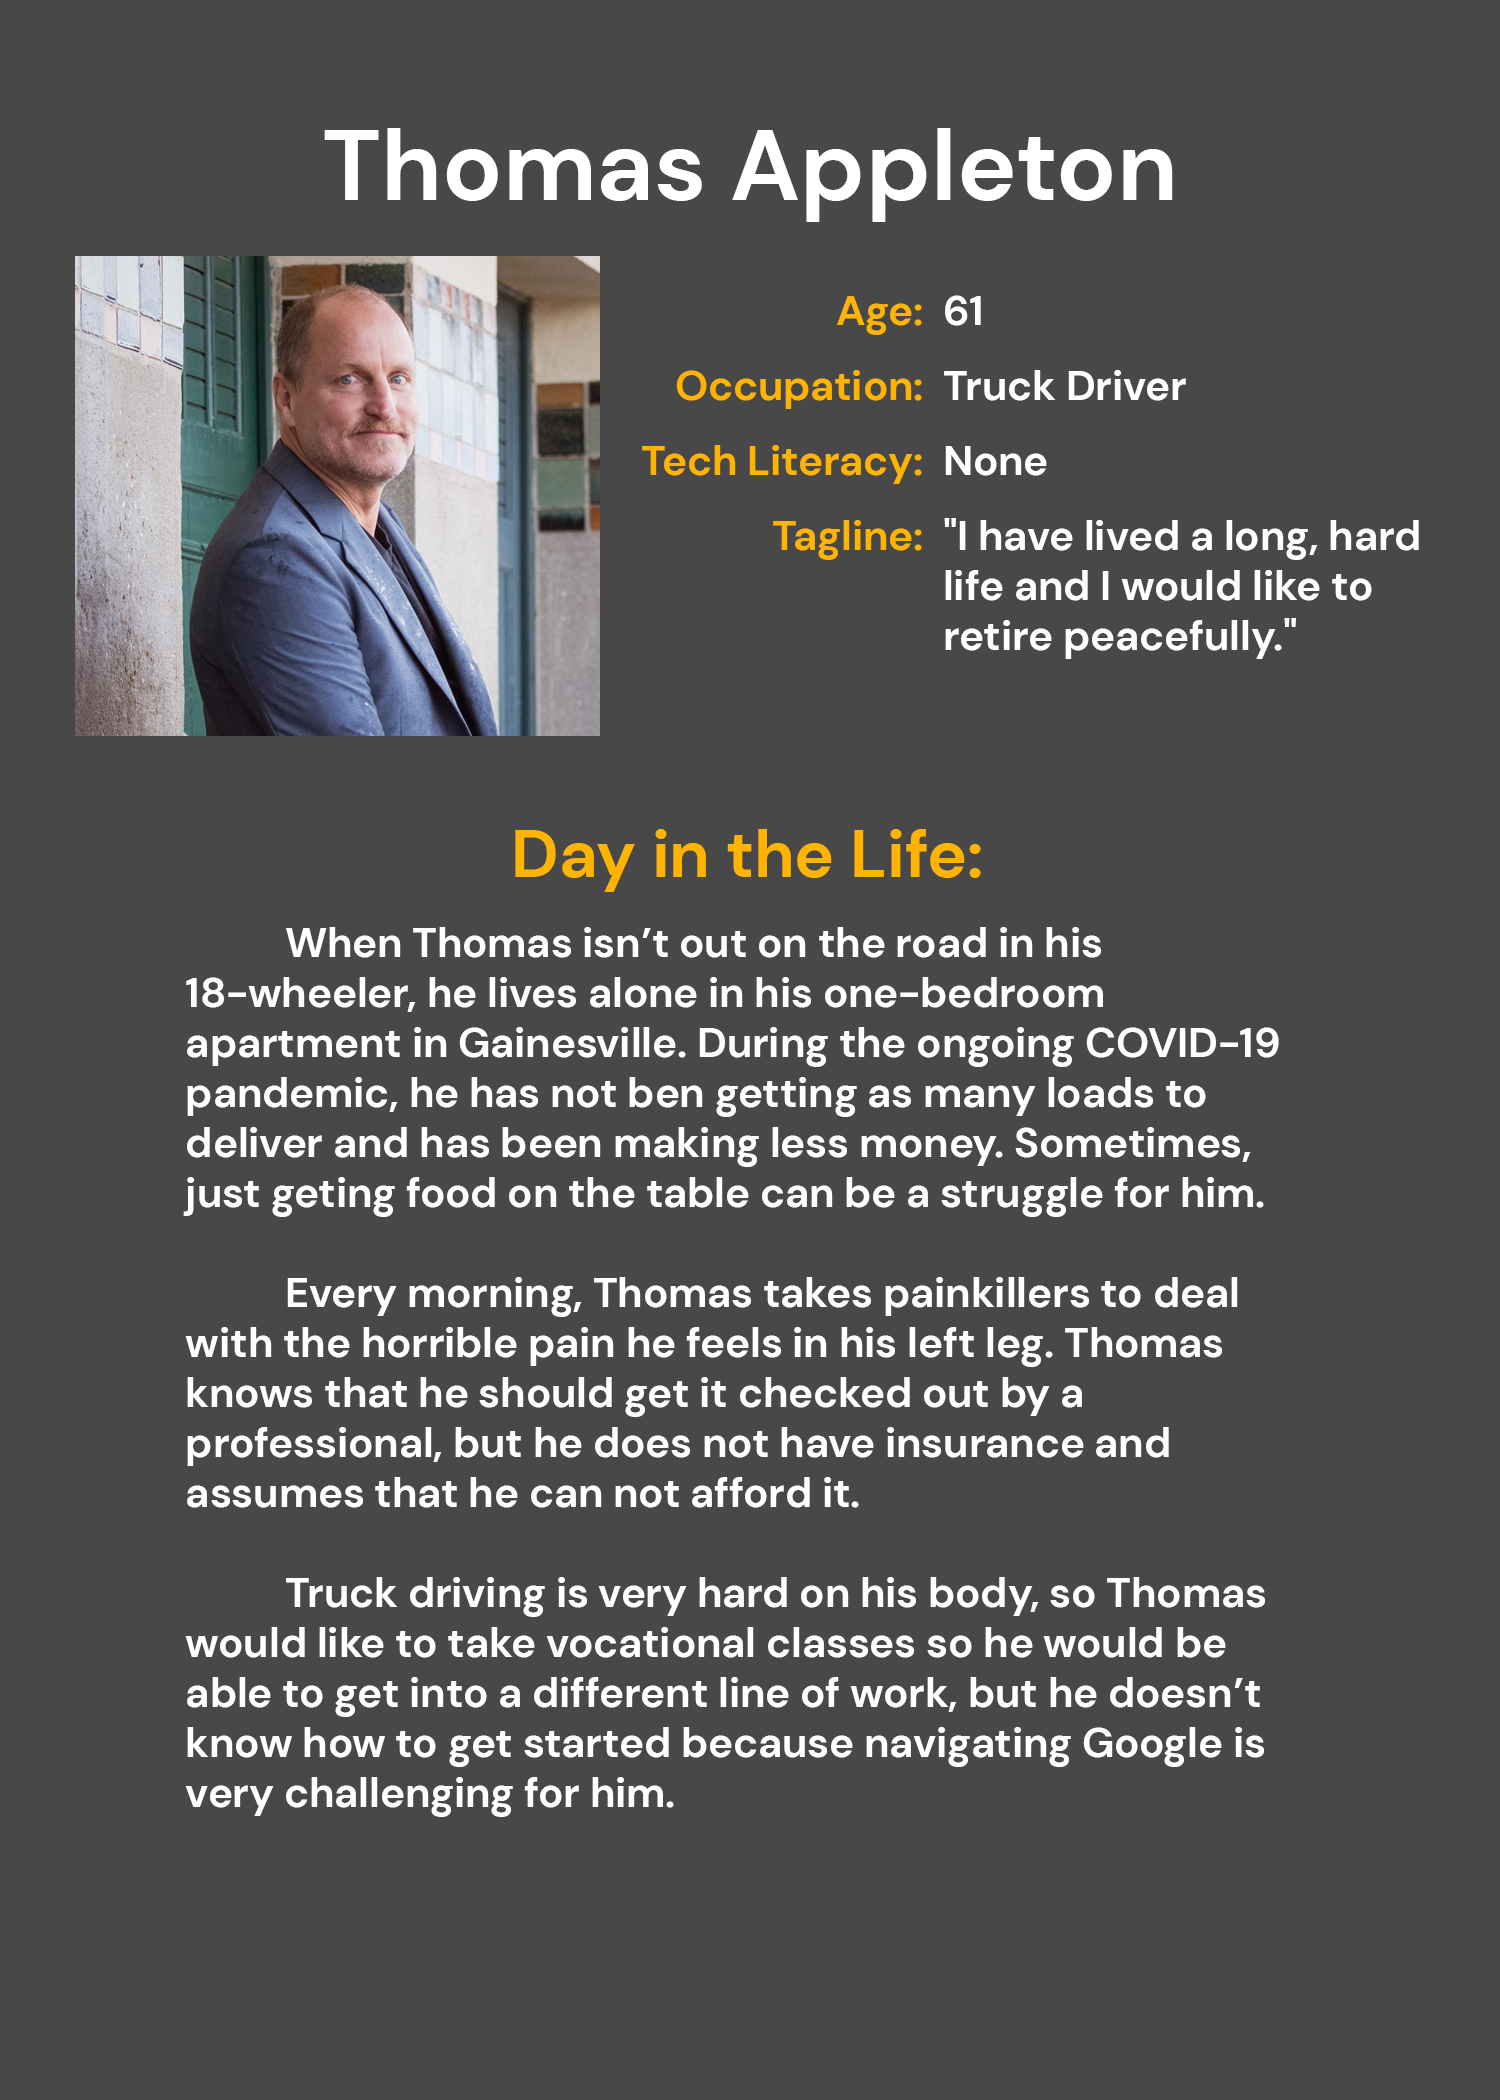 Thomas Appleton
Age: 61
Occupation: Truck Driver
Tech Literacy: None
Tagline: "I have lived a long, hard
life and I would like to
retire peacefully."
Day in the Life:
When Thomas isn’t out on the road in his
18-wheeler, he lives alone in his one-bedroom
apartment in Gainesville. During the ongoing COVID-19
pandemic, he has not ben getting as many loads to
deliver and has been making less money. Sometimes,
just geting food on the table can be a struggle for him.
Every morning, Thomas takes painkillers to deal
with the horrible pain he feels in his left leg. Thomas
knows that he should get it checked out by a
professional, but he does not have insurance and
assumes that he can not afford it.
Truck driving is very hard on his body, so Thomas
would like to take vocational classes so he would be
able to get into a different line of work, but he doesn’t
know how to get started because navigating Google is
very challenging for him.